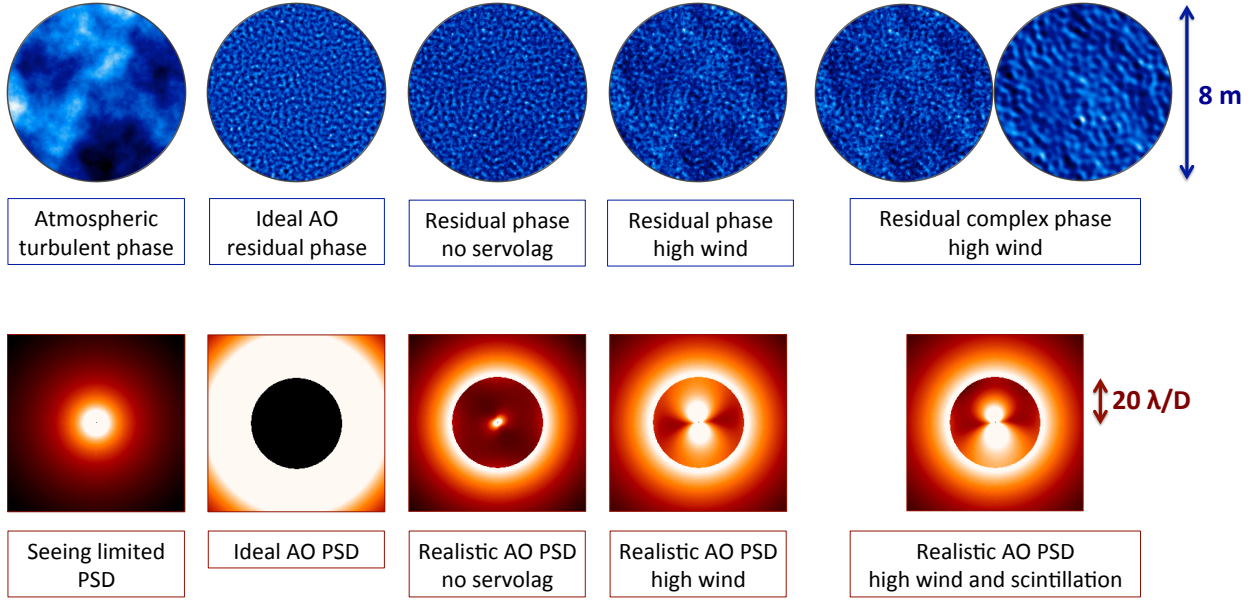 8 m
Atmospheric
turbulent phase
Ideal AO
residual phase
Residual phase
no servolag
Residual phase
high wind
Residual complex phase
high wind
20 λ/D
Seeing limited
PSD
Ideal AO PSD
Realistic AO PSD
no servolag
Realistic AO PSD
high wind
Realistic AO PSD
high wind and scintillation